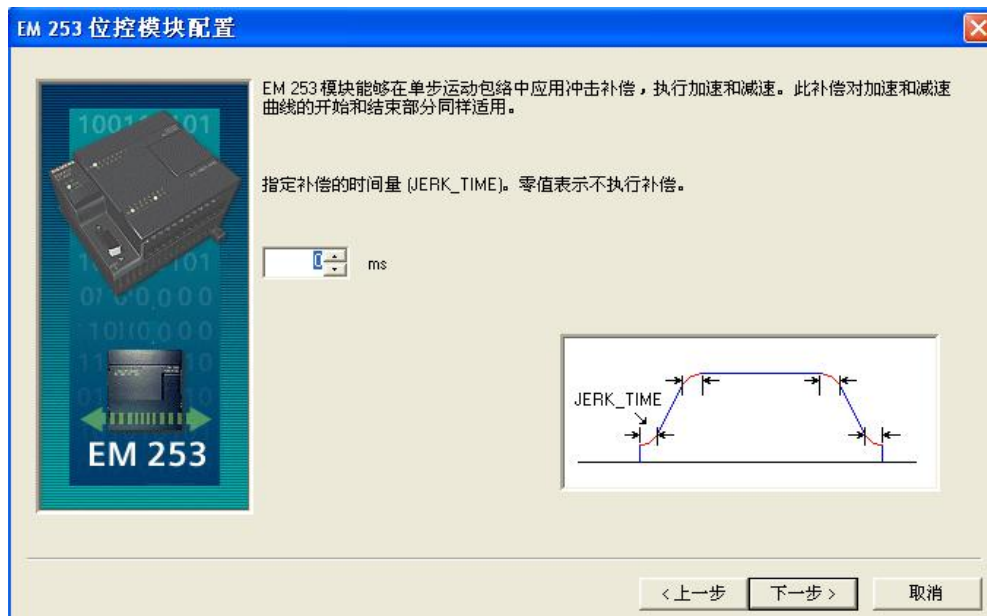 EM 253 位控模块配置
EM 253 模块能够在单步运动包络中应用冲击补偿，执行加速和减速。此补偿对加速和减速
曲线的开始和结束部分同样适用。
指定补偿的时间量 (JERK_TIME)。零值表示不执行补偿。
0 ms
JERK_TIME
EM 253
<上一步
下一步>
取消